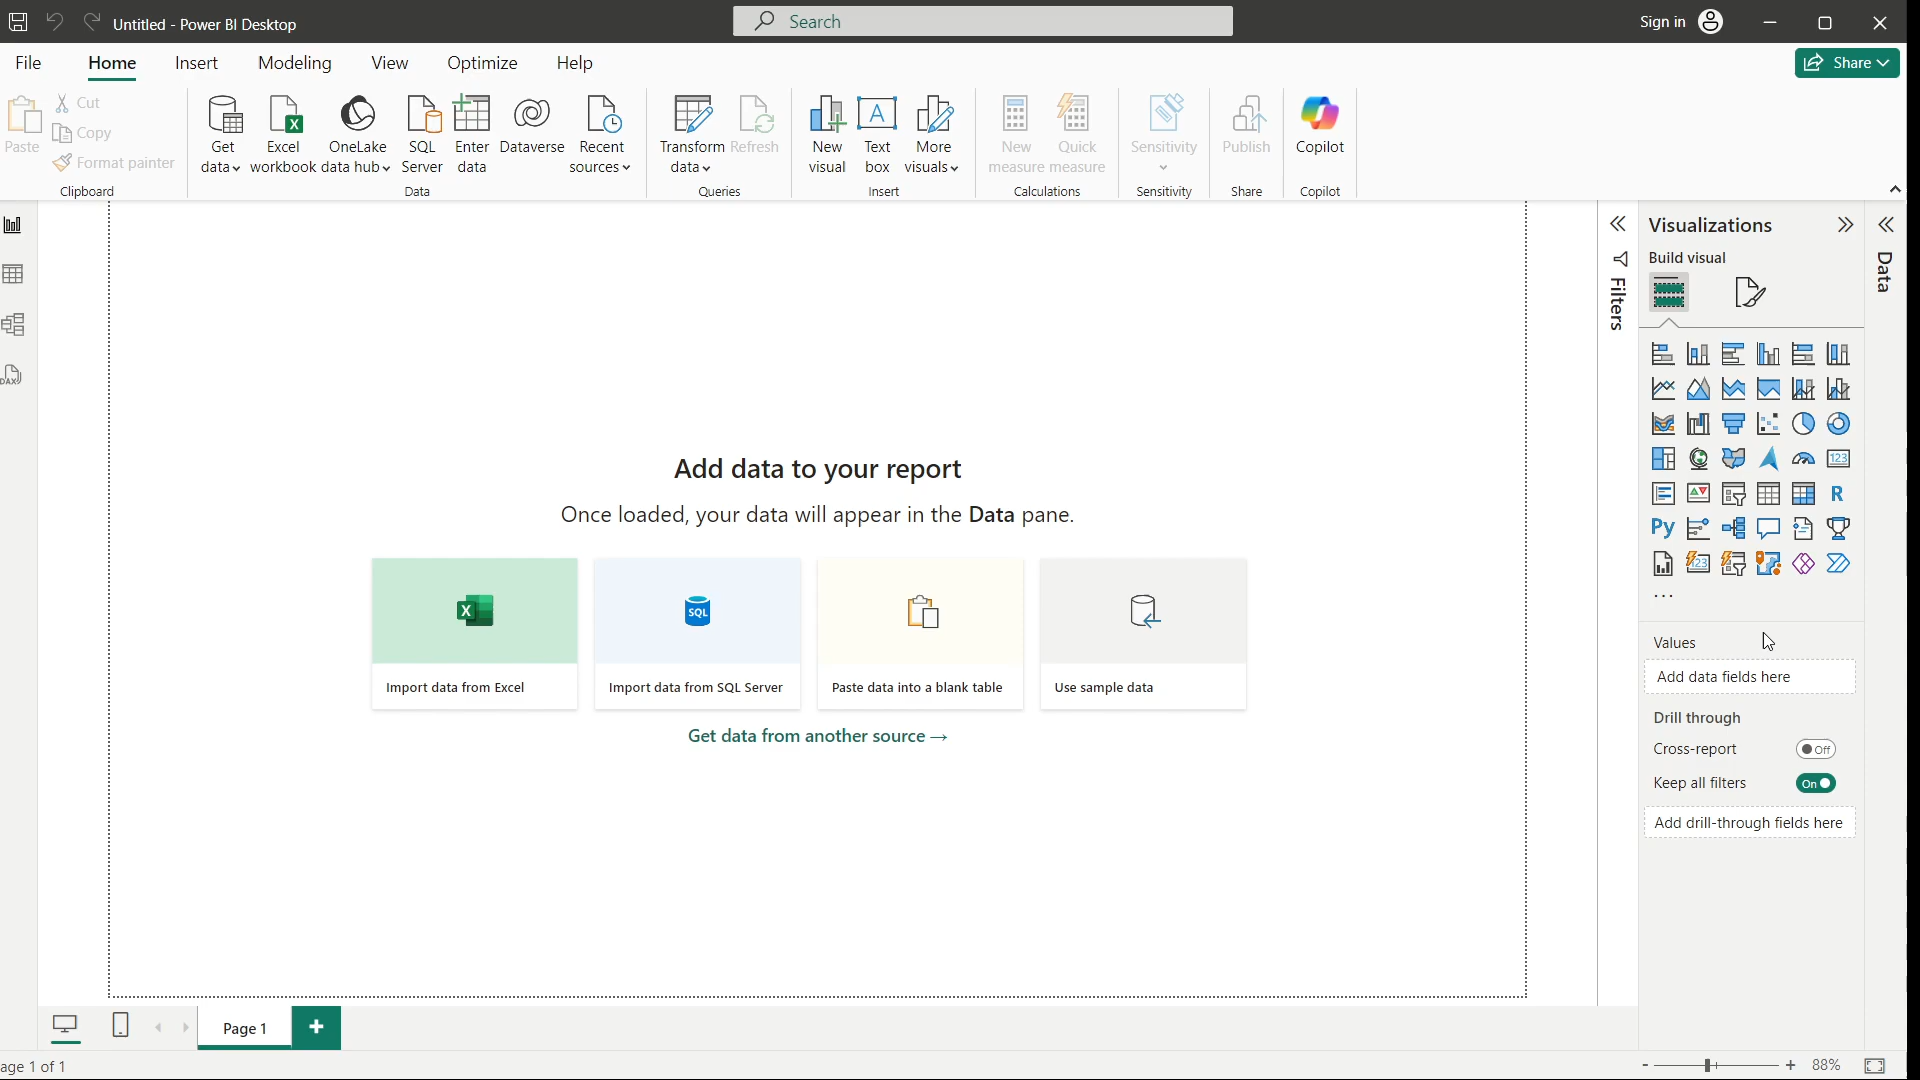 Untitled - Power BI Desktop
Search
Sign in
File Home Insert Modeling View Optimize Help
Share
Paste
Cut
Copy
Format painter
Clipboard
Get data
Excel workbook
OneLake data hub
SQL Server
Enter data
Dataverse
Recent sources
Data
Transform data
Refresh
Queries
New visual
Text box
More visuals
Insert
New measure
Quick measure
Calculations
Sensitivity
Sensitivity
Publish
Share
Copilot
Copilot
DAX
Add data to your report
Once loaded, your data will appear in the Data pane.
X
SQL
Import data from Excel
Import data from SQL Server
Paste data into a blank table
Use sample data
Get data from another source →
Filters
Visualizations
Build visual
123
R
Py
123
...
Values
Add data fields here
Drill through
Cross-report
Off
Keep all filters
On
Add drill-through fields here
Data
Page 1
age 1 of 1
- + 88%